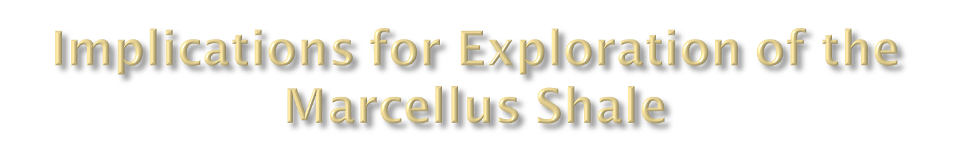 Implications for Exploration of the
Marcellus Shale